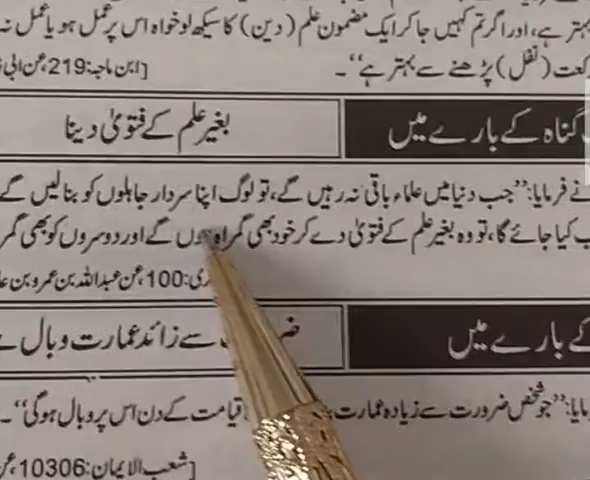 بہتر ہے، اور اگر تم کہیں جا کر ایک مضمون علم (دین) کا سیکھ لو خواہ اس پر عمل ہو یا عمل نہ
رکعت (نفل) پڑھنے سے بہتر ہے“۔
[ابن ماجہ:219،عن ابی
گناہ کے بارے میں
بغیر علم کے فتویٰ دینا
نے فرمایا:”جب دنیا میں علماء باقی نہ رہیں گے، تو لوگ اپنا سردار جاہلوں کو بنالیں گے
کیا جائے گا، تو وہ بغیر علم کے فتویٰ دے کر خود بھی گمراہ ہوں گے اور دوسروں کو بھی گمر
ری:100،عن عبداللہ بن عمرو بن
کے بارے میں
سے زائد عمارت وبال
مایا:”جو شخص ضرورت سے زیادہ عمارت قیامت کے دن اس پر وبال ہوگی“۔
[شعب الایمان:10306،عن